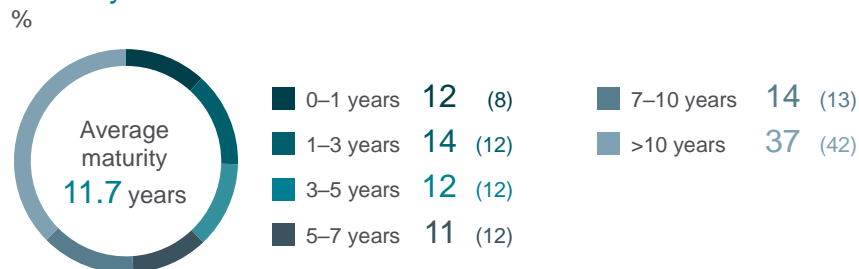 %
Average
maturity
11.7 years
0–1 years 12 (8)
1–3 years 14 (12)
3–5 years 12 (12)
5–7 years 11 (12)
7–10 years 14 (13)
>10 years 37 (42)